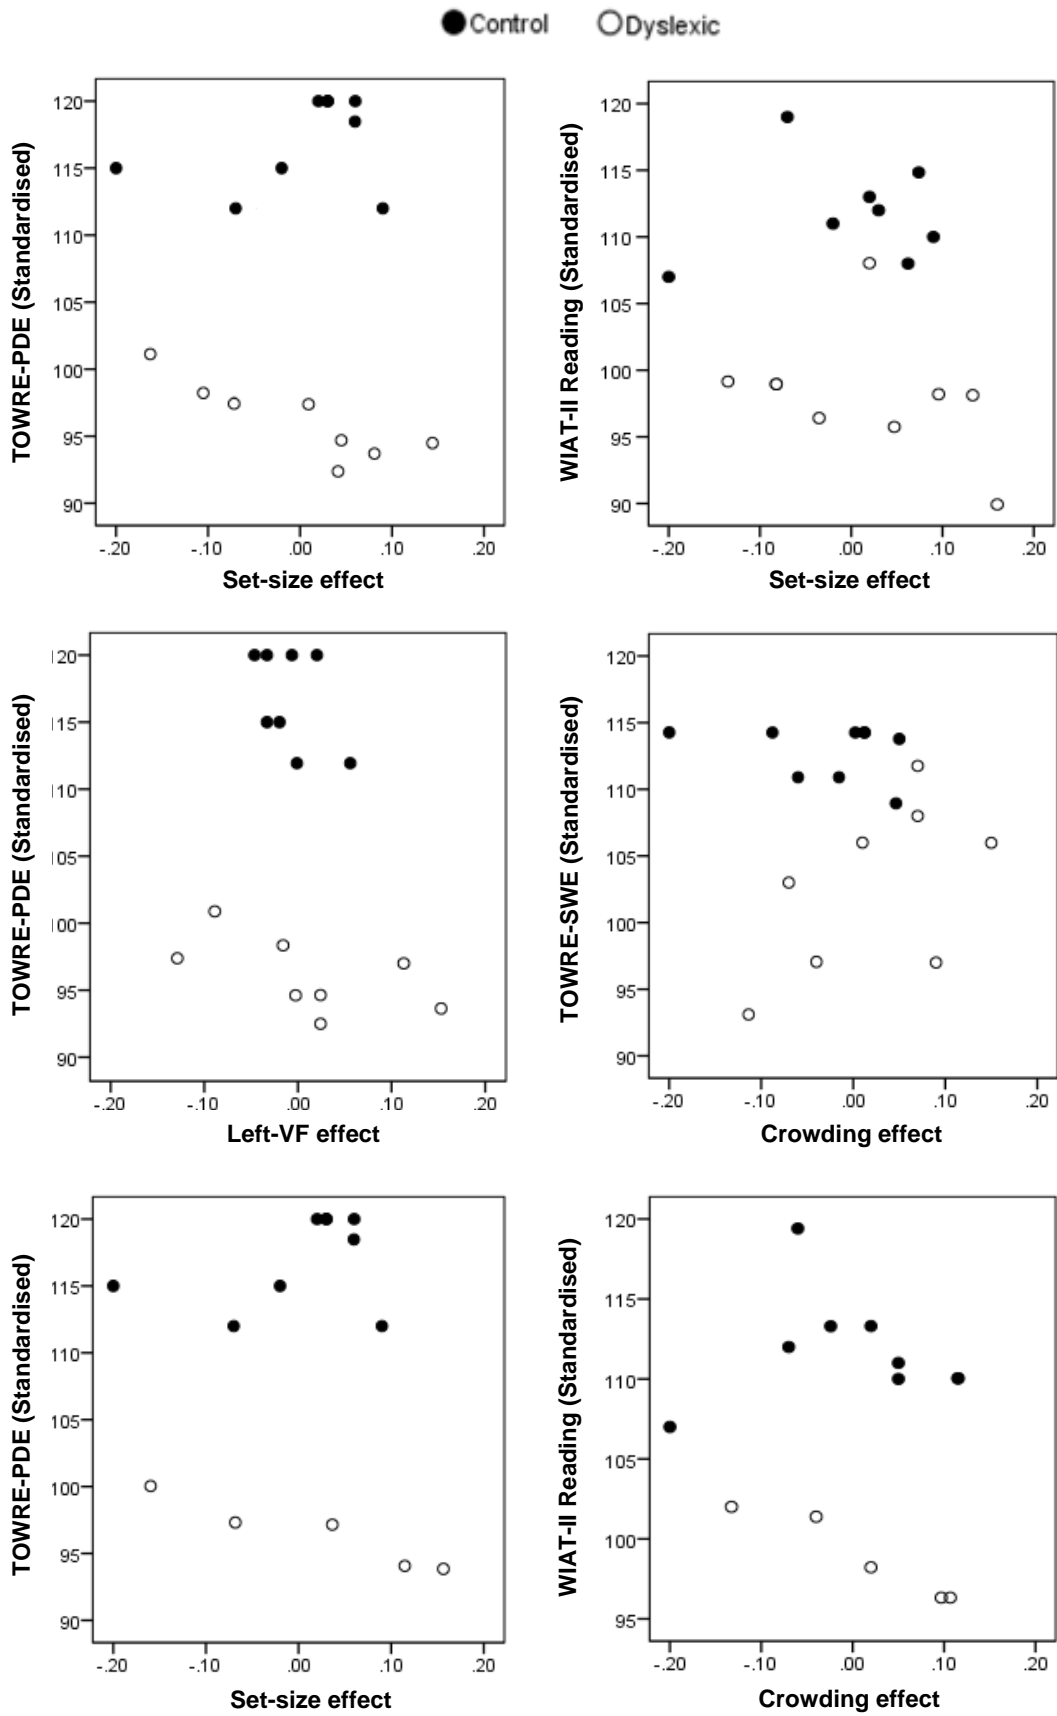 Control Dyslexic
TOWRE-PDE (Standardised)
120
115
110
105
100
95
90
-.20 -.10 .00 .10 .20
Set-size effect
WIAT-II Reading (Standardised)
120
115
110
105
100
95
90
-.20 -.10 .00 .10 .20
Set-size effect
TOWRE-PDE (Standardised)
120
115
110
105
100
95
90
-.20 -.10 .00 .10 .20
Left-VF effect
TOWRE-SWE (Standardised)
120
115
110
105
100
95
90
-.20 -.10 .00 .10 .20
Crowding effect
TOWRE-PDE (Standardised)
120
115
110
105
100
95
90
-.20 -.10 .00 .10 .20
Set-size effect
WIAT-II Reading (Standardised)
120
115
110
105
100
95
-.20 -.10 .00 .10 .20
Crowding effect